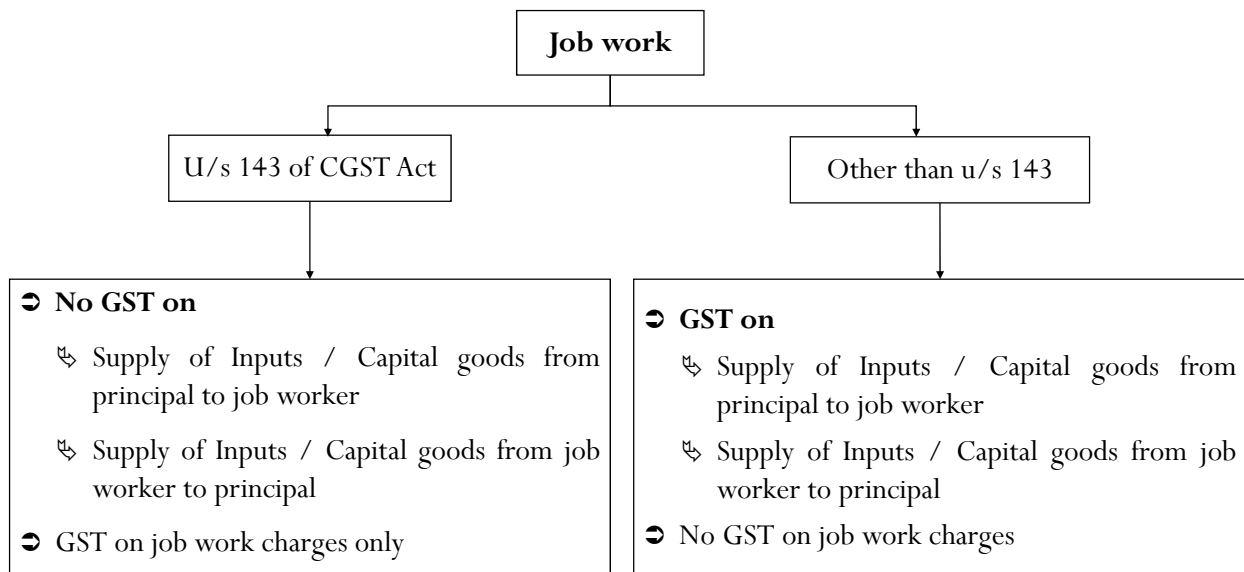 Job work
U/s 143 of CGST Act
Other than u/s 143
➲ No GST on
↳ Supply of Inputs / Capital goods from
principal to job worker
↳ Supply of Inputs / Capital goods from job
worker to principal
➲ GST on job work charges only
➲ GST on
↳ Supply of Inputs / Capital goods from
principal to job worker
↳ Supply of Inputs / Capital goods from job
worker to principal
➲ No GST on job work charges